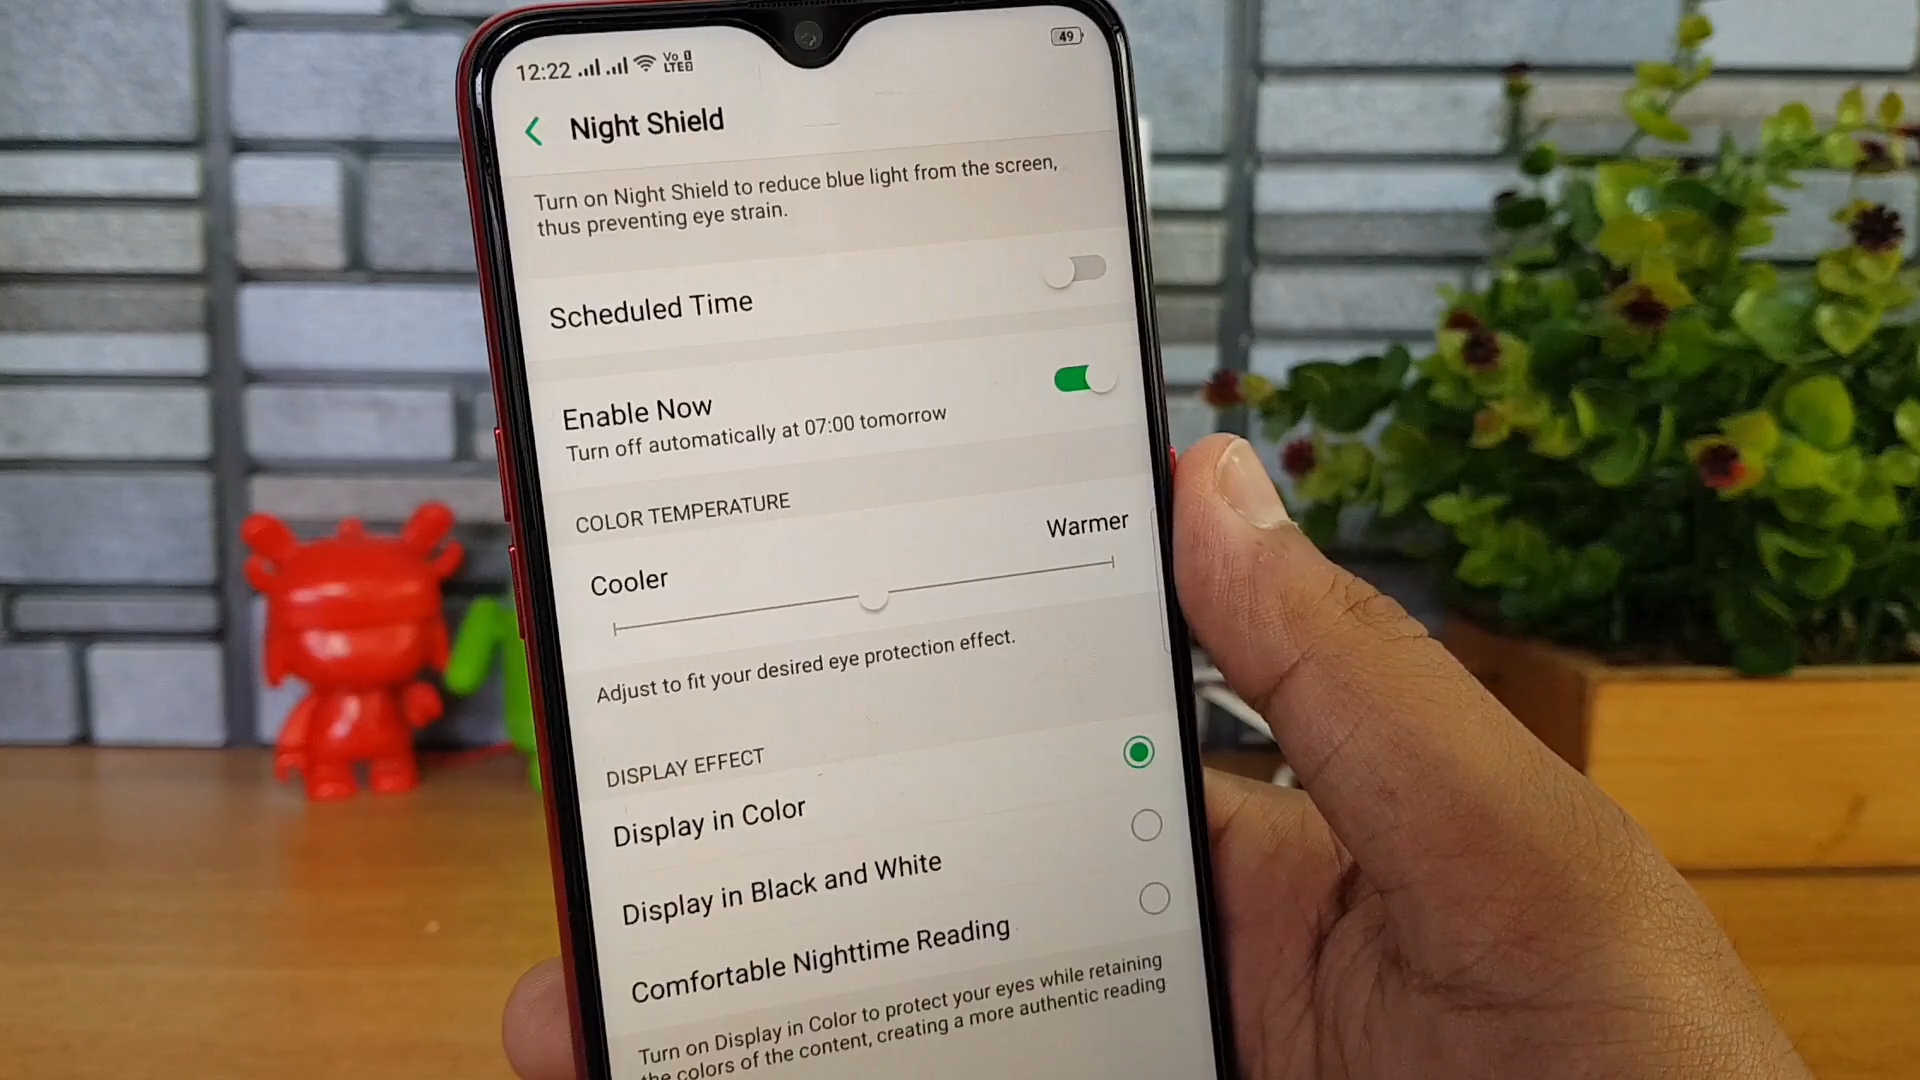 12:22 Vo LTE 49
Night Shield
Turn on Night Shield to reduce blue light from the screen,
thus preventing eye strain.
Scheduled Time
Enable Now
Turn off automatically at 07:00 tomorrow
COLOR TEMPERATURE
Warmer
Cooler
Adjust to fit your desired eye protection effect.
DISPLAY EFFECT
Display in Color
Display in Black and White
Comfortable Nighttime Reading
Turn on Display in Color to protect your eyes while retaining
the colors of the content, creating a more authentic reading